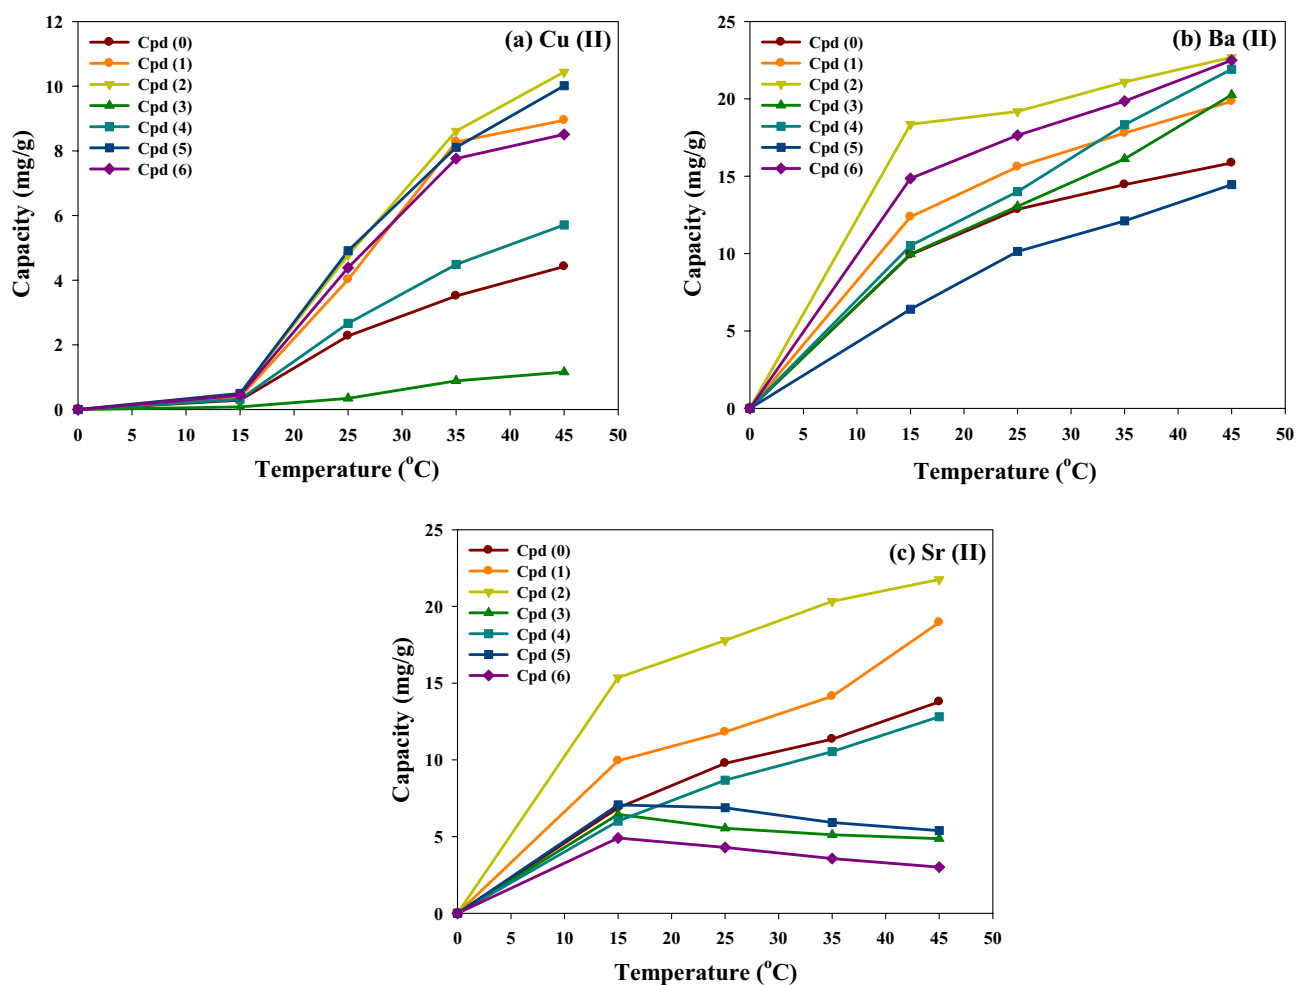 (a) Cu (II)
Cpd (0)
Cpd (1)
Cpd (2)
Cpd (3)
Cpd (4)
Cpd (5)
Cpd (6)
12
10
8
6
4
2
0
Capacity (mg/g)
0 5 10 15 20 25 30 35 40 45 50
Temperature (°C)
(b) Ba (II)
Cpd (0)
Cpd (1)
Cpd (2)
Cpd (3)
Cpd (4)
Cpd (5)
Cpd (6)
25
20
15
10
5
0
Capacity (mg/g)
0 5 10 15 20 25 30 35 40 45 50
Temperature (°C)
(c) Sr (II)
Cpd (0)
Cpd (1)
Cpd (2)
Cpd (3)
Cpd (4)
Cpd (5)
Cpd (6)
25
20
15
10
5
0
Capacity (mg/g)
0 5 10 15 20 25 30 35 40 45 50
Temperature (°C)